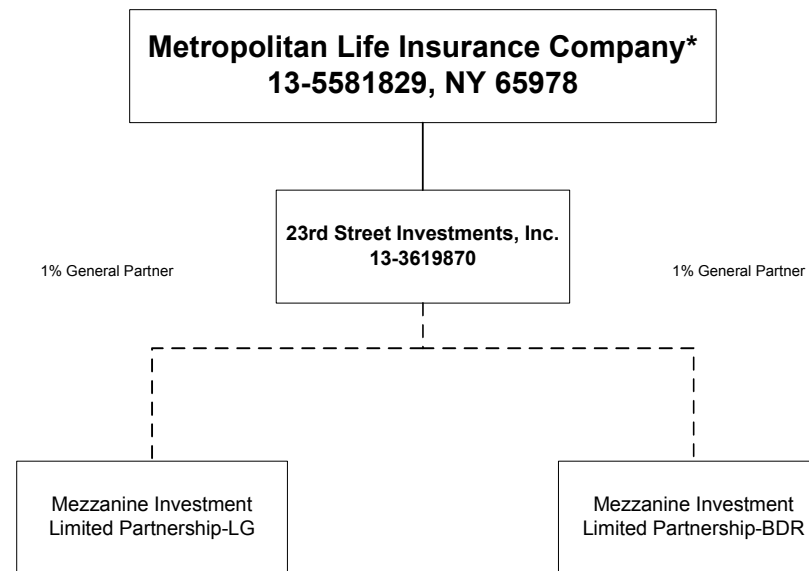 Metropolitan Life Insurance Company*
13-5581829, NY 65978
23rd Street Investments, Inc.
13-3619870
1% General Partner
1% General Partner
Mezzanine Investment
Limited Partnership-LG
Mezzanine Investment
Limited Partnership-BDR